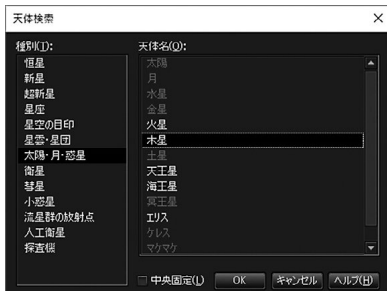 天体検索
種別(T):
恒星
新星
超新星
星座
星空の目印
星雲・星団
太陽・月・惑星
衛星
彗星
小惑星
流星群の放射点
人工衛星
探査機
天体名(O):
太陽
月
水星
金星
火星
木星
土星
天王星
海王星
冥王星
エリス
ケレス
マケマケ
中央固定(L)
OK
キャンセル
ヘルプ(H)